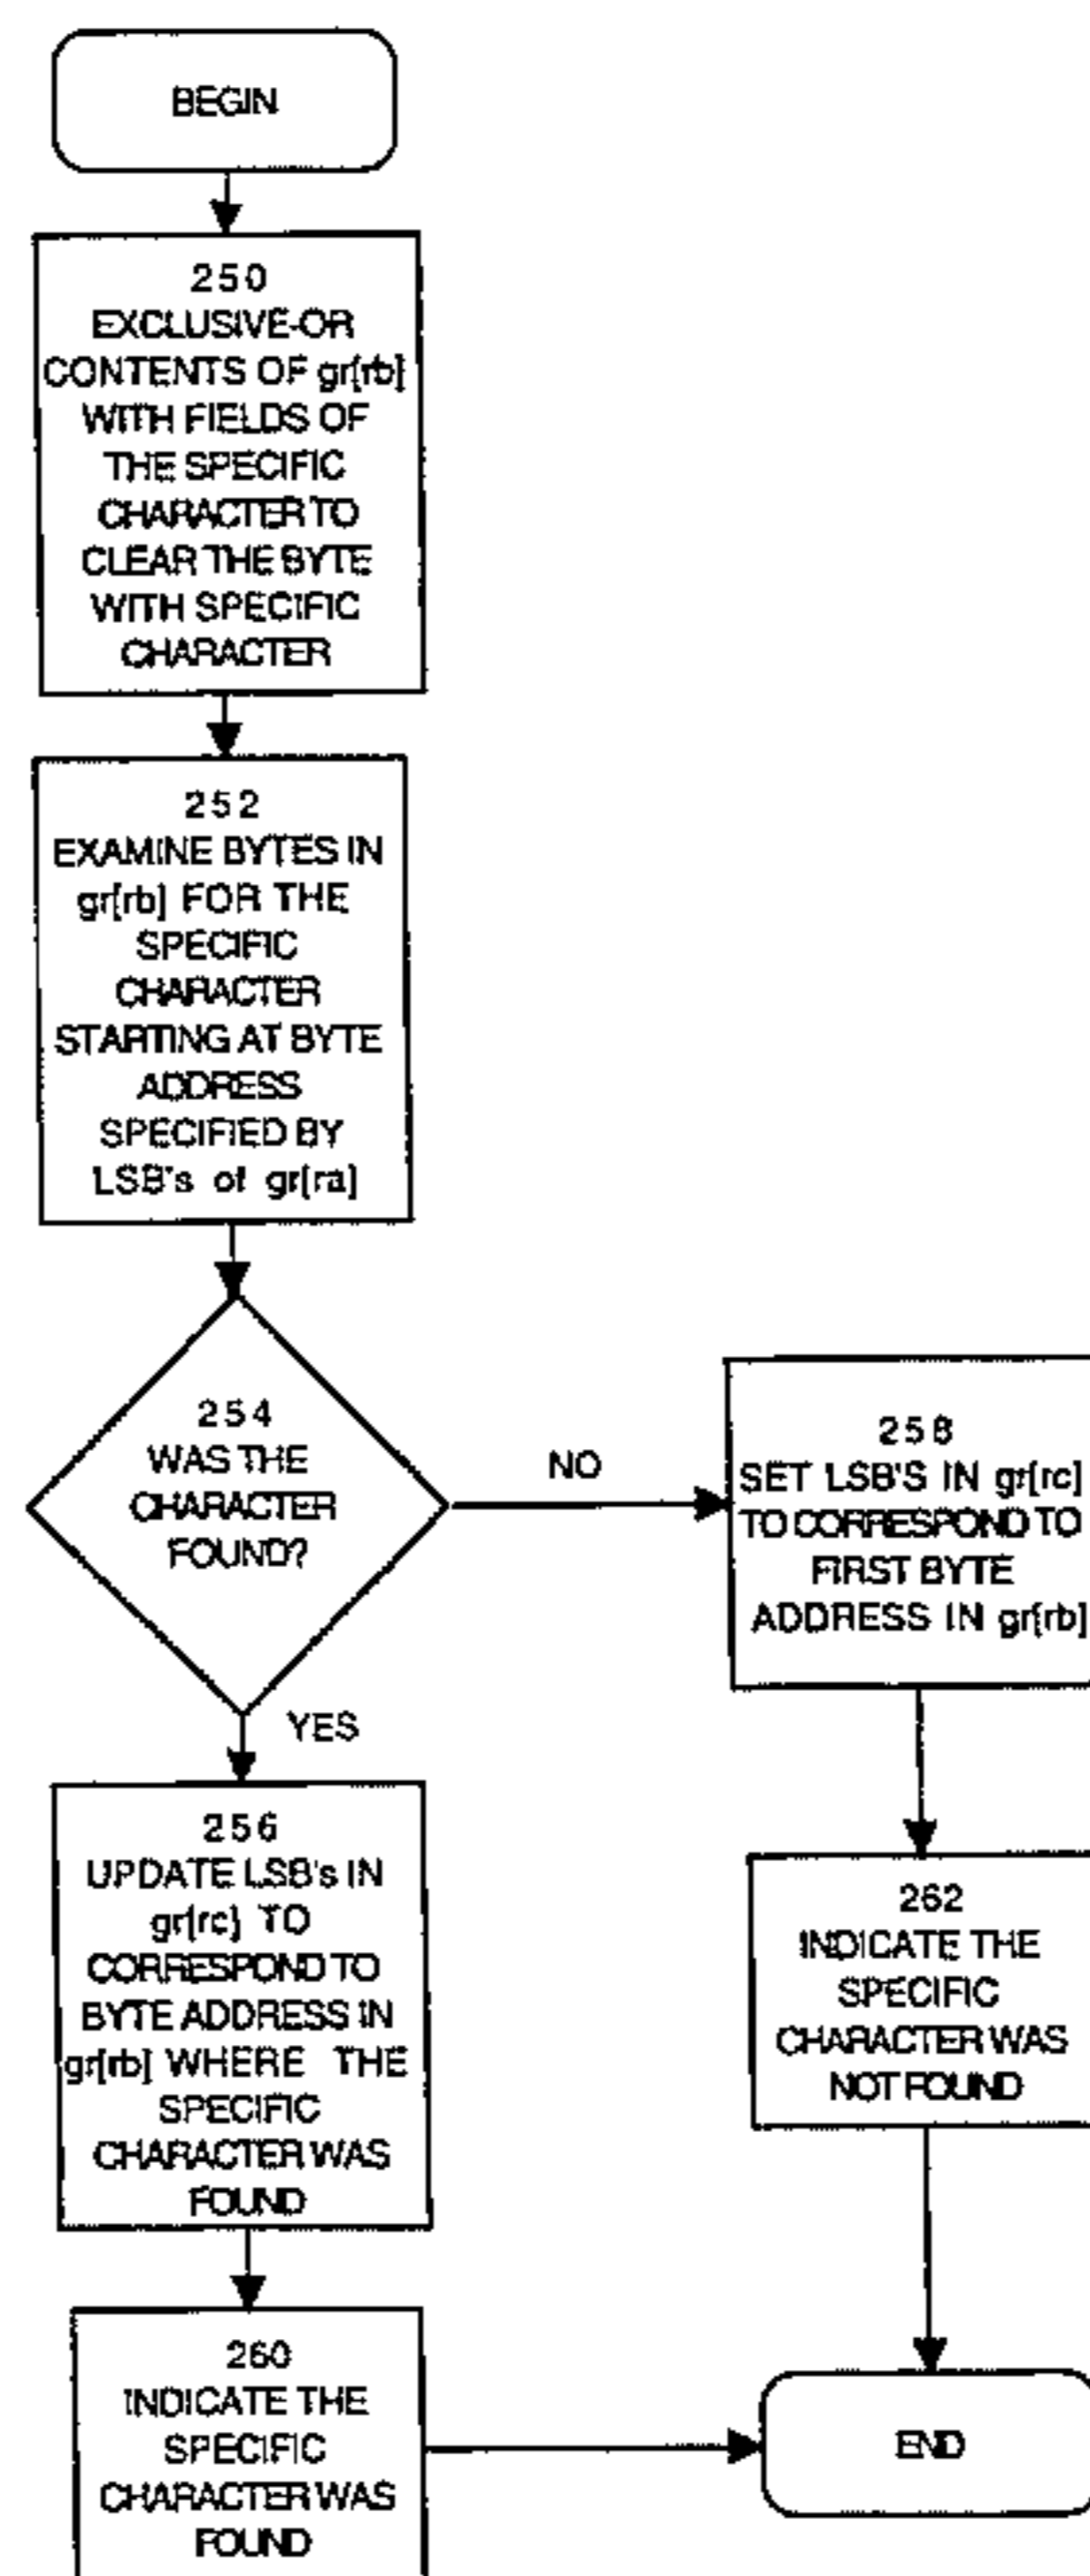 BEGIN
250
EXCLUSIVE-OR
CONTENTS OF gr[rb]
WITH FIELDS OF
THE SPECIFIC
CHARACTER TO
CLEAR THE BYTE
WITH SPECIFIC
CHARACTER
252
EXAMINE BYTES IN
gr[rb] FOR THE
SPECIFIC
CHARACTER
STARTING AT BYTE
ADDRESS
SPECIFIED BY
LSB's of gr[ra]
254
WAS THE
CHARACTER
FOUND?
NO
YES
258
SET LSB'S IN gr[rc]
TO CORRESPOND TO
FIRST BYTE
ADDRESS IN gr[rb]
256
UPDATE LSB's IN
gr[rc] TO
CORRESPOND TO
BYTE ADDRESS IN
gr[rb] WHERE THE
SPECIFIC
CHARACTER WAS
FOUND
262
INDICATE THE
SPECIFIC
CHARACTER WAS
NOT FOUND
260
INDICATE THE
SPECIFIC
CHARACTER WAS
FOUND
END